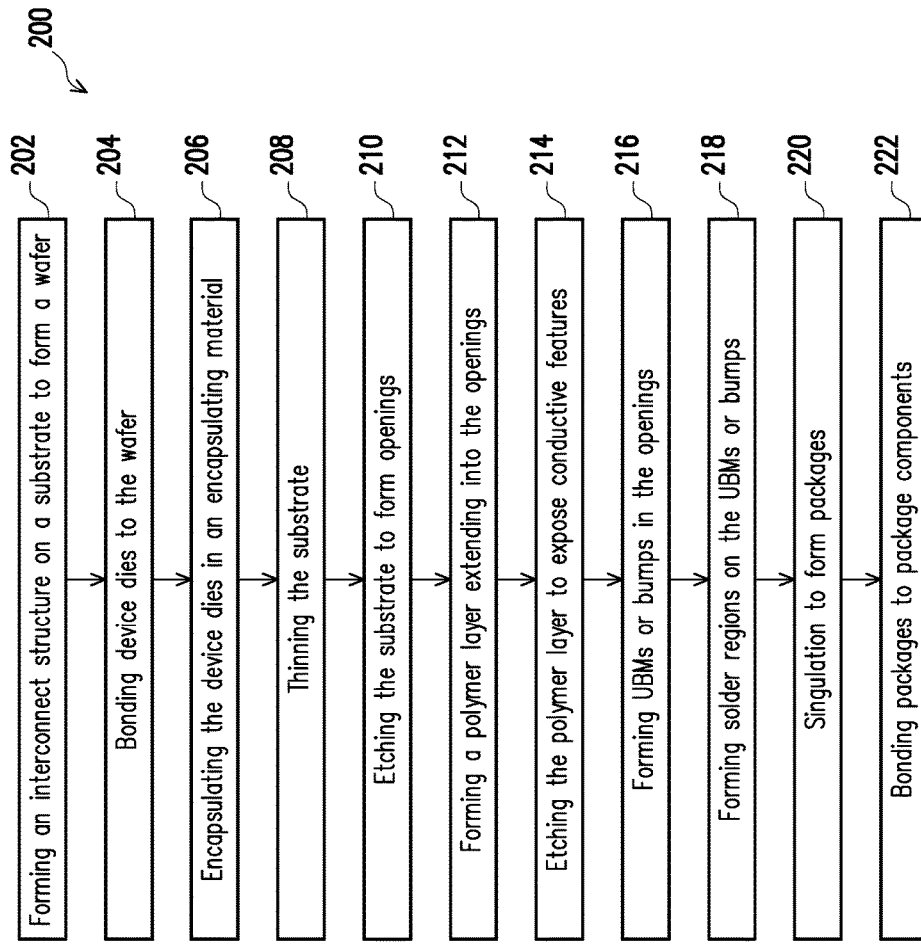 200
Forming an interconnect structure on a substrate to form a wafer 202
Bonding device dies to the wafer 204
Encapsulating the device dies in an encapsulating material 206
Thinning the substrate 208
Etching the substrate to form openings 210
Forming a polymer layer extending into the openings 212
Etching the polymer layer to expose conductive features 214
Forming UBMs or bumps in the openings 216
Forming solder regions on the UBMs or bumps 218
Singulation to form packages 220
Bonding packages to package components 222